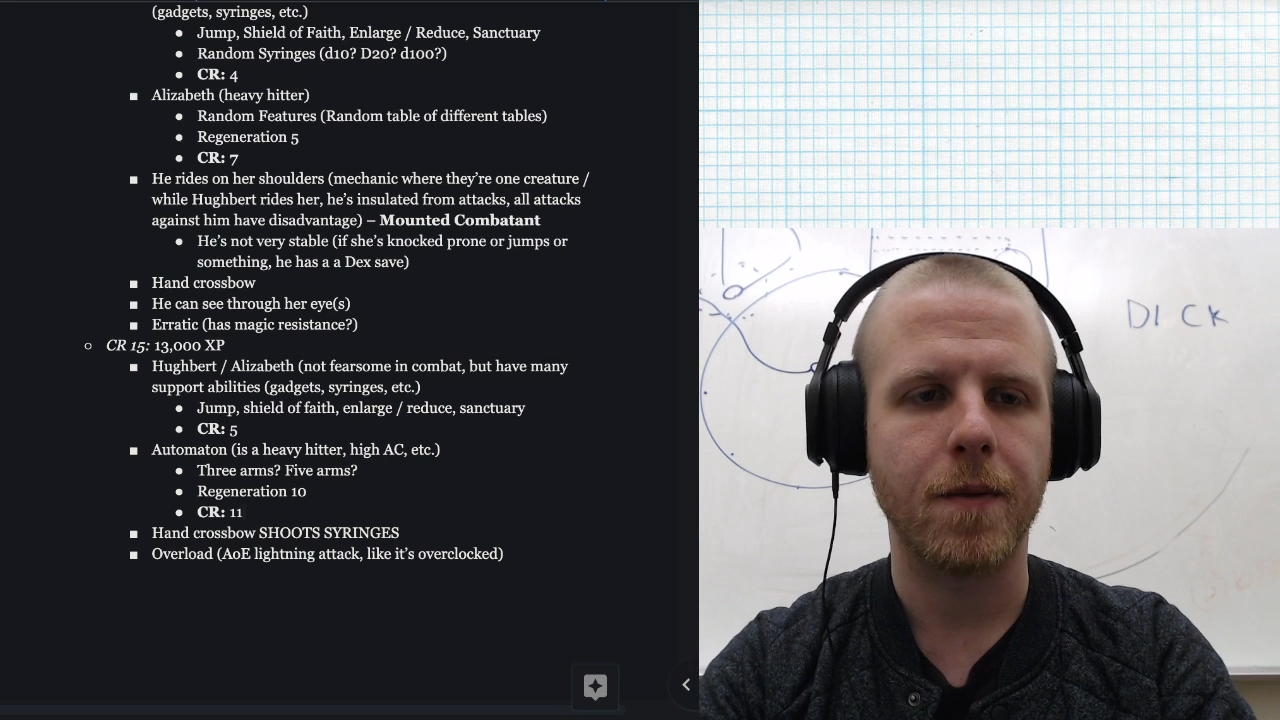 (gadgets, syringes, etc.)
● Jump, Shield of Faith, Enlarge / Reduce, Sanctuary
● Random Syringes (d10? D20? d100?)
● CR: 4
■ Alizabeth (heavy hitter)
● Random Features (Random table of different tables)
● Regeneration 5
● CR: 7
■ He rides on her shoulders (mechanic where they’re one creature /
while Hughbert rides her, he’s insulated from attacks, all attacks
against him have disadvantage) – Mounted Combatant
● He’s not very stable (if she’s knocked prone or jumps or
something, he has a a Dex save)
■ Hand crossbow
■ He can see through her eye(s)
■ Erratic (has magic resistance?)
○ CR 15: 13,000 XP
■ Hughbert / Alizabeth (not fearsome in combat, but have many
support abilities (gadgets, syringes, etc.)
● Jump, shield of faith, enlarge / reduce, sanctuary
● CR: 5
■ Automaton (is a heavy hitter, high AC, etc.)
● Three arms? Five arms?
● Regeneration 10
● CR: 11
■ Hand crossbow SHOOTS SYRINGES
■ Overload (AoE lightning attack, like it’s overclocked)
DICK